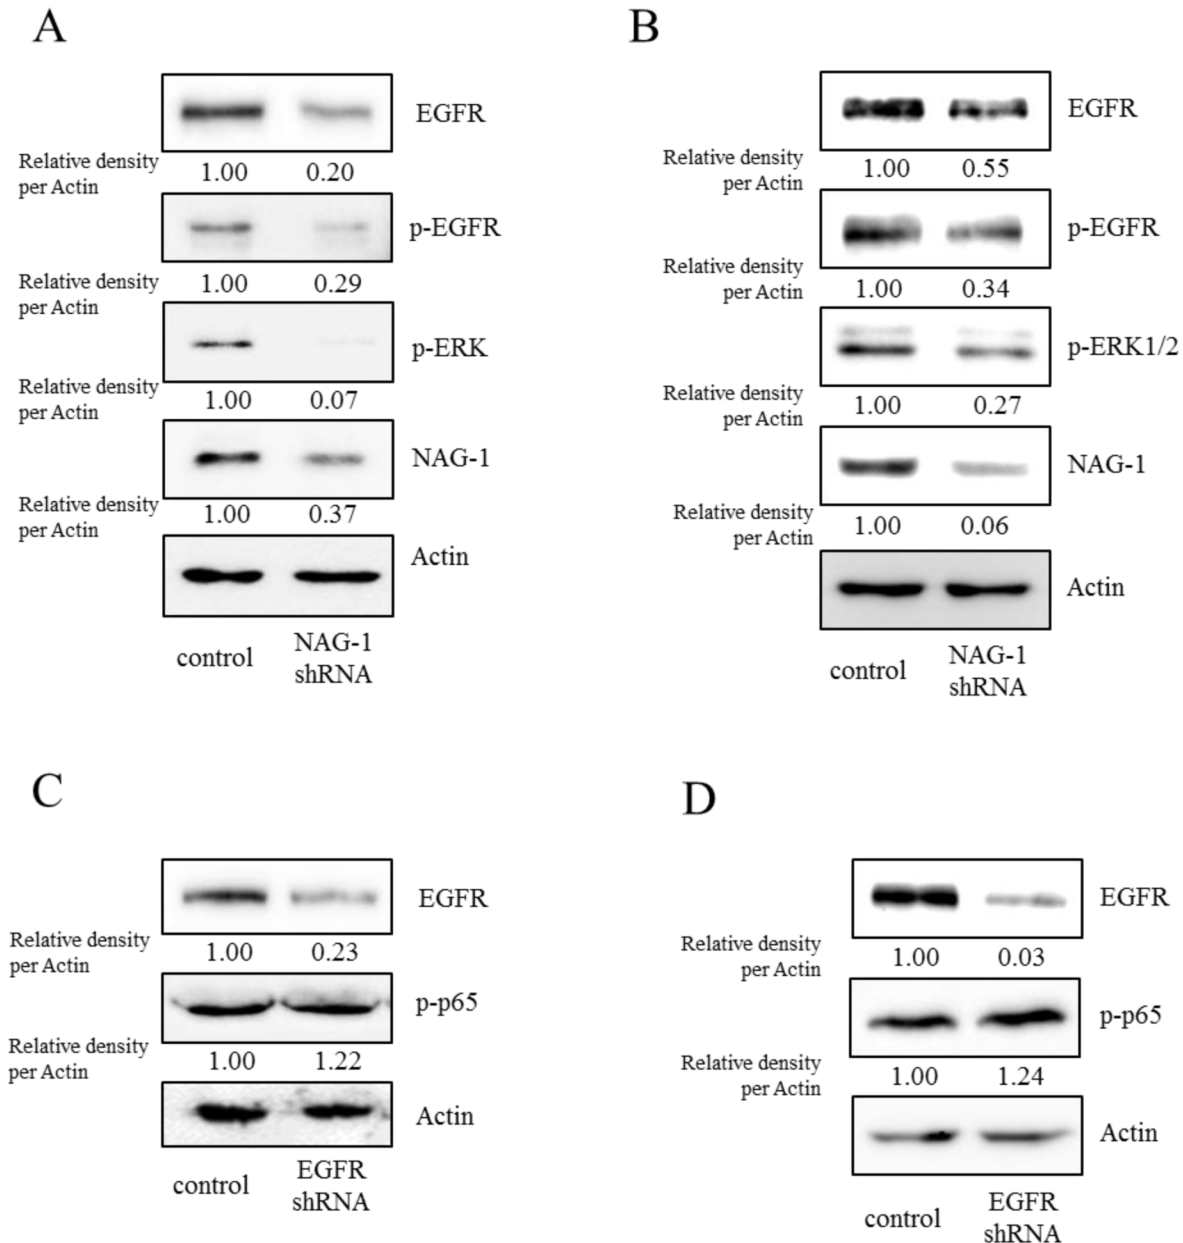 A
EGFR
Relative density
per Actin
1.00 0.20
p-EGFR
Relative density
per Actin
1.00 0.29
p-ERK
Relative density
per Actin
1.00 0.07
NAG-1
Relative density
per Actin
1.00 0.37
Actin
control
NAG-1
shRNA
B
EGFR
Relative density
per Actin
1.00 0.55
p-EGFR
Relative density
per Actin
1.00 0.34
p-ERK1/2
Relative density
per Actin
1.00 0.27
NAG-1
Relative density
per Actin
1.00 0.06
Actin
control
NAG-1
shRNA
C
EGFR
Relative density
per Actin
1.00 0.23
p-p65
Relative density
per Actin
1.00 1.22
Actin
control
EGFR
shRNA
D
EGFR
Relative density
per Actin
1.00 0.03
p-p65
Relative density
per Actin
1.00 1.24
Actin
control
EGFR
shRNA